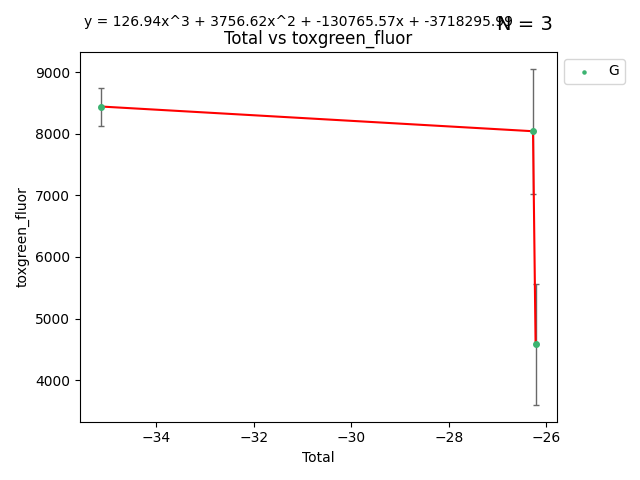 y = 126.94x^3 + 3756.62x^2 + -130765.57x + -3718295.99
N = 3
Total vs toxgreen_fluor
G
9000
8000
7000
6000
5000
4000
toxgreen_fluor
−34
−32
−30
−28
−26
Total